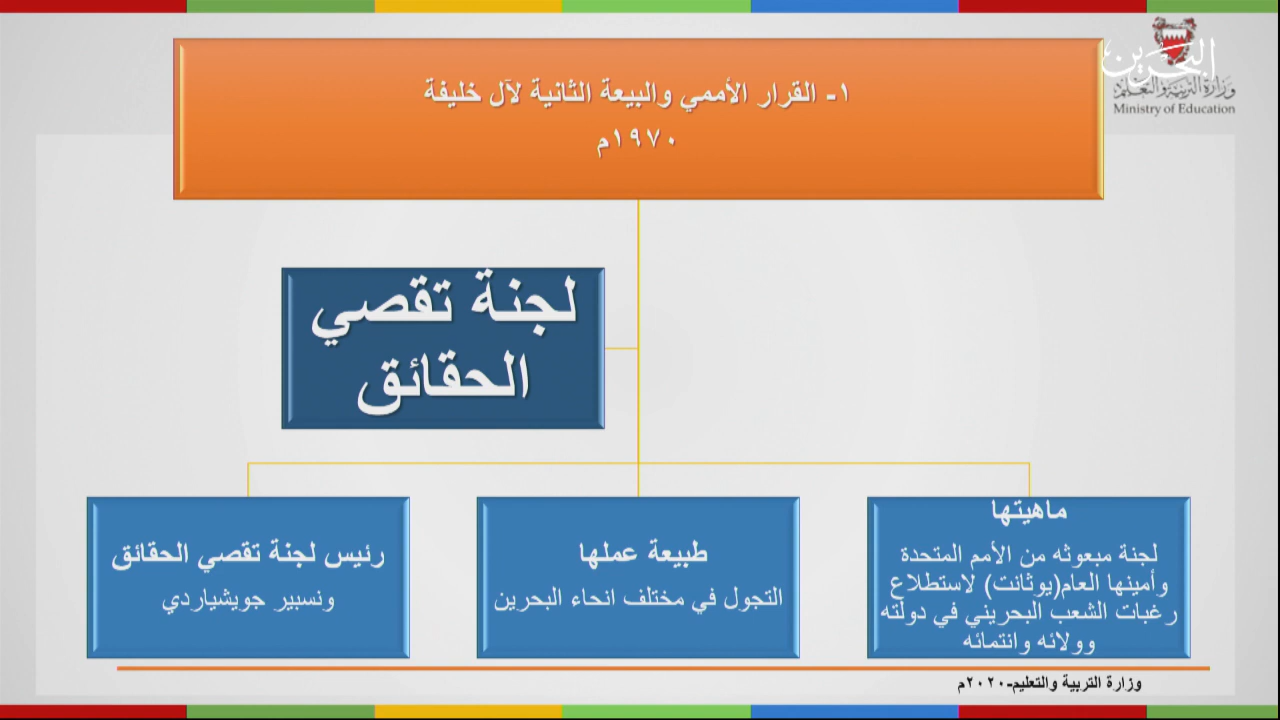 البحرين
وزارة التربية والتعليم
Ministry of Education
١- القرار الأممي والبيعة الثانية لآل خليفة
١٩٧٠م
لجنة تقصي
الحقائق
ماهيتها
لجنة مبعوثه من الأمم المتحدة
وأمينها العام(يوثانت) لاستطلاع
رغبات الشعب البحريني في دولته
وولائه وانتمائه
طبيعة عملها
التجول في مختلف انحاء البحرين
رئيس لجنة تقصي الحقائق
ونسبير جويشياردي
وزارة التربية والتعليم-٢٠٢٠م